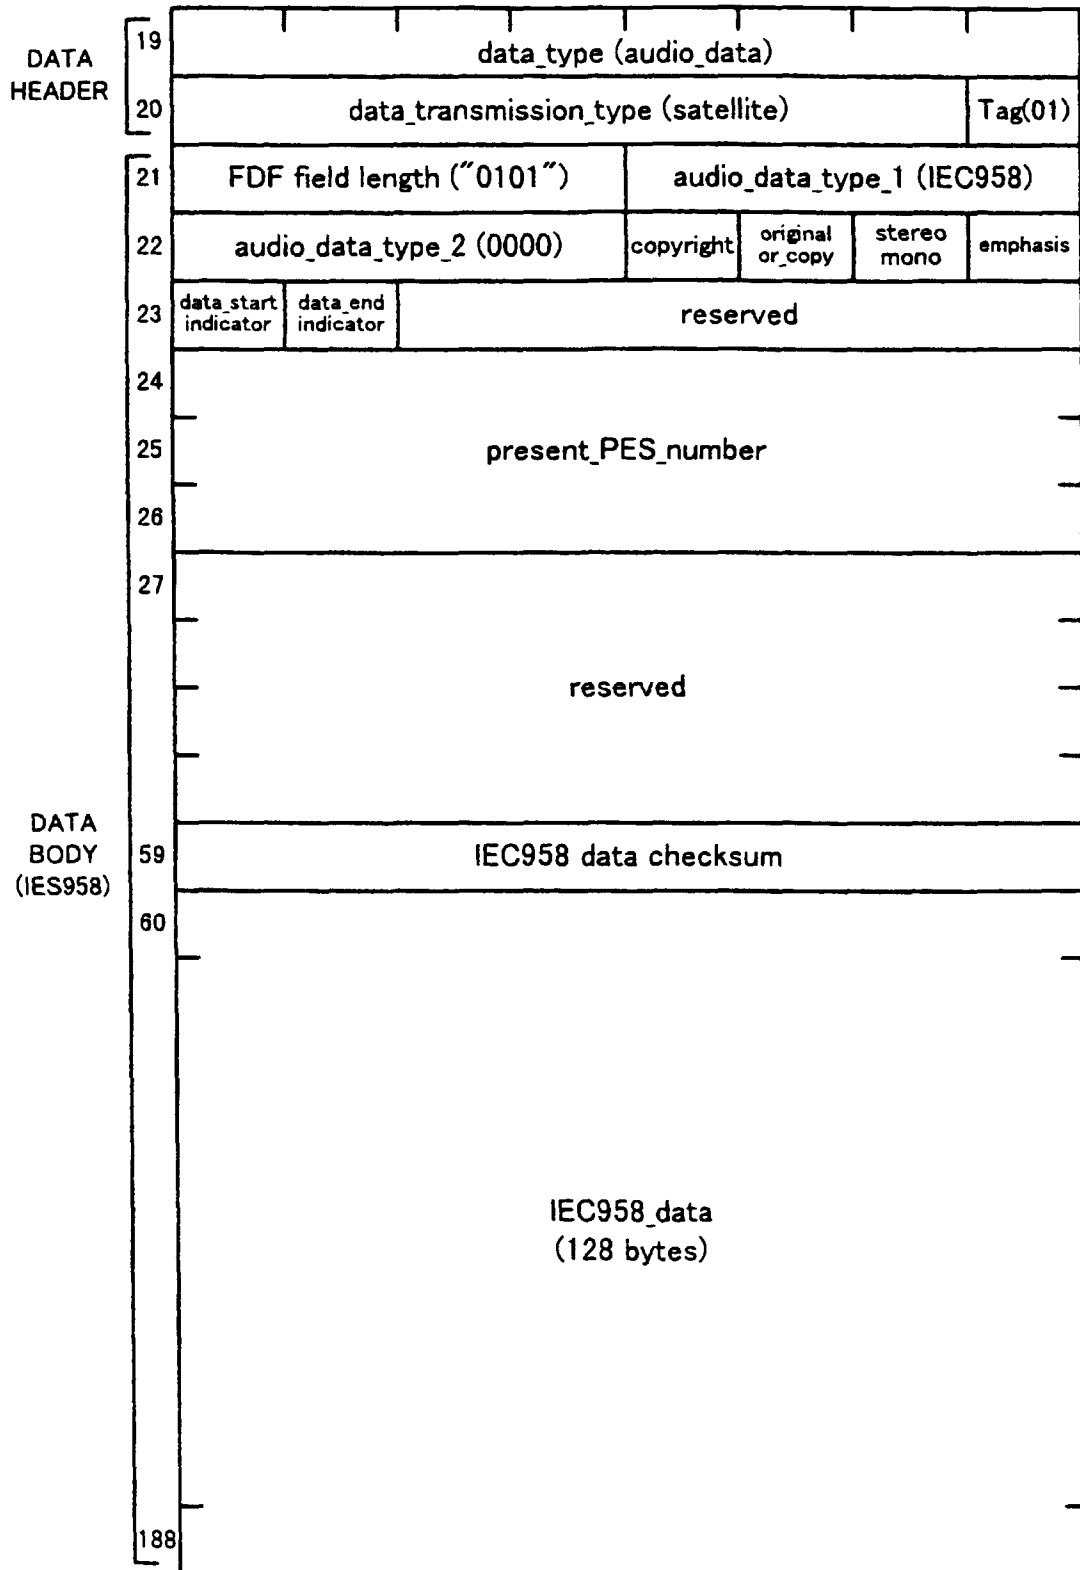 DATA
HEADER
19
data_type (audio_data)
20
data_transmission_type (satellite)
Tag(01)
21
FDF field length (″0101″)
audio_data_type_1 (IEC958)
22
audio_data_type_2 (0000)
copyright
original
or_copy
stereo
mono
emphasis
23
data_start
indicator
data_end
indicator
reserved
24
25
present_PES_number
26
27
reserved
DATA
BODY
(IES958)
59
IEC958 data checksum
60
IEC958_data
(128 bytes)
188